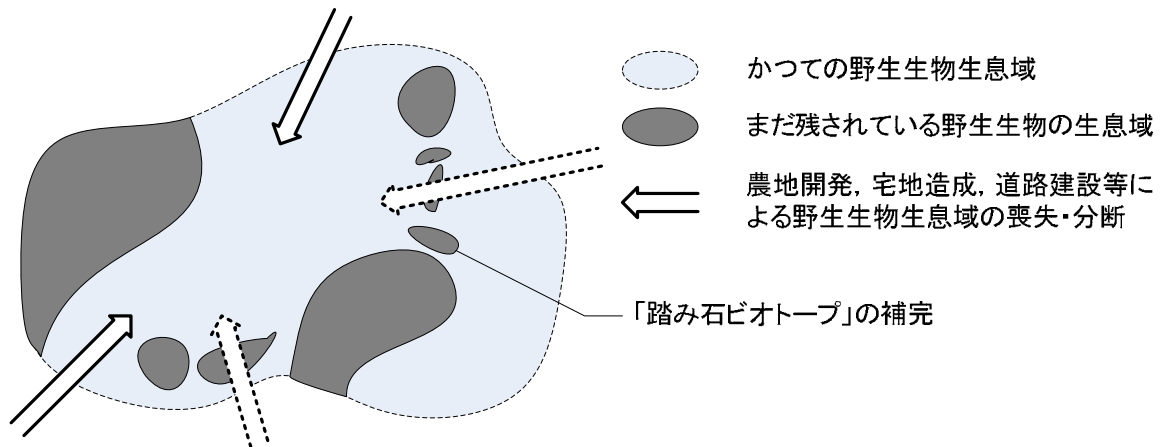 かつての野生生物生息域
まだ残されている野生生物の生息域
農地開発，宅地造成，道路建設等に
よる野生生物生息域の喪失・分断
「踏み石ビオトープ」の補完